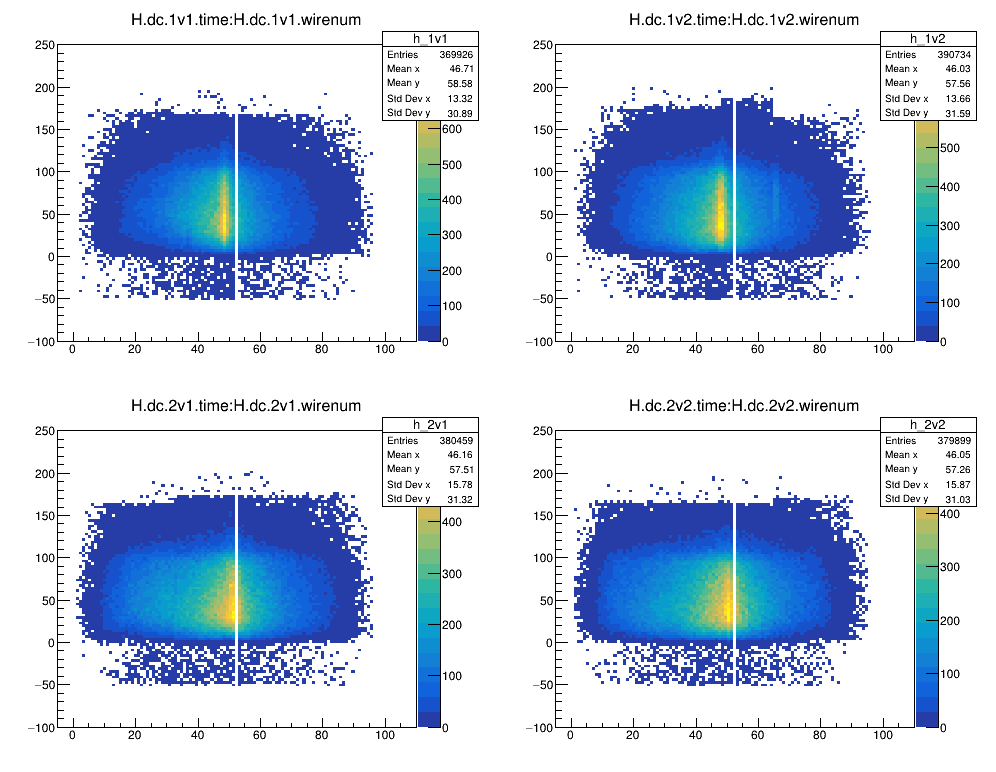 H.dc.1v1.time:H.dc.1v1.wirenum
h_1v1
Entries 369926
Mean x 46.71
Mean y 58.58
Std Dev x 13.32
Std Dev y 30.89
250
200
150
100
50
0
−50
−100
0 20 40 60 80 100
600
500
400
300
200
100
0
H.dc.1v2.time:H.dc.1v2.wirenum
h_1v2
Entries 390734
Mean x 46.03
Mean y 57.56
Std Dev x 13.66
Std Dev y 31.59
250
200
150
100
50
0
−50
−100
0 20 40 60 80 100
500
400
300
200
100
0
H.dc.2v1.time:H.dc.2v1.wirenum
h_2v1
Entries 380459
Mean x 46.16
Mean y 57.51
Std Dev x 15.78
Std Dev y 31.32
250
200
150
100
50
0
−50
−100
0 20 40 60 80 100
400
300
200
100
0
H.dc.2v2.time:H.dc.2v2.wirenum
h_2v2
Entries 379899
Mean x 46.05
Mean y 57.26
Std Dev x 15.87
Std Dev y 31.03
250
200
150
100
50
0
−50
−100
0 20 40 60 80 100
400
300
200
100
0